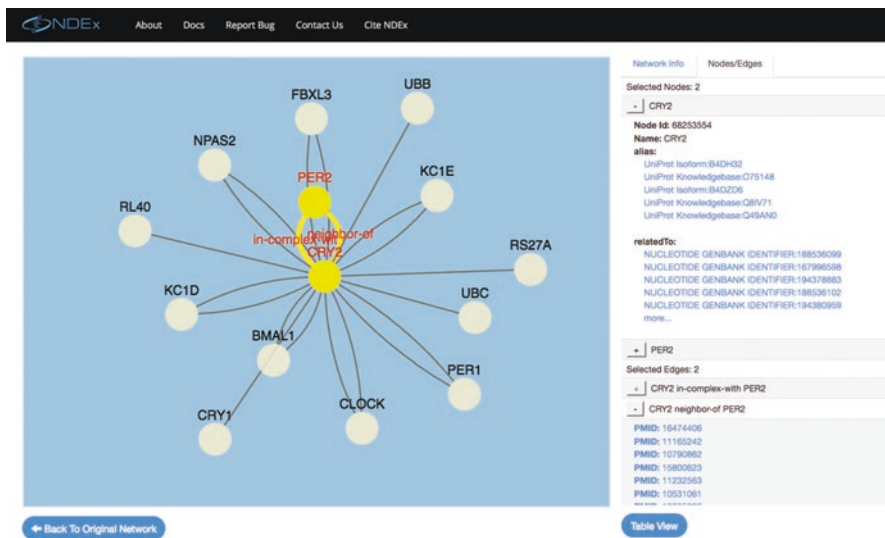 NDEx About Docs Report Bug Contact Us Cite NDEx
UBB
FBXL3
NPAS2
KC1E
PER2
RL40
in-complex-wit
neighbor-of
CRY2
RS27A
KC1D
UBC
BMAL1
PER1
CRY1
CLOCK
Back To Original Network
Network Info Nodes/Edges
Selected Nodes: 2
- CRY2
Node Id: 68253554
Name: CRY2
alias:
UniProt Isoform:B4DH32
UniProt Knowledgebase:O75148
UniProt Isoform:B4DZD6
UniProt Knowledgebase:Q8IV71
UniProt Knowledgebase:Q49AN0
relatedTo:
NUCLEOTIDE GENBANK IDENTIFIER:188536099
NUCLEOTIDE GENBANK IDENTIFIER:167996598
NUCLEOTIDE GENBANK IDENTIFIER:194378883
NUCLEOTIDE GENBANK IDENTIFIER:188536102
NUCLEOTIDE GENBANK IDENTIFIER:194380959
more...
+ PER2
Selected Edges: 2
+ CRY2 in-complex-with PER2
- CRY2 neighbor-of PER2
PMID: 16474406
PMID: 11165242
PMID: 10790862
PMID: 15800623
PMID: 11232563
PMID: 10531061
Table View